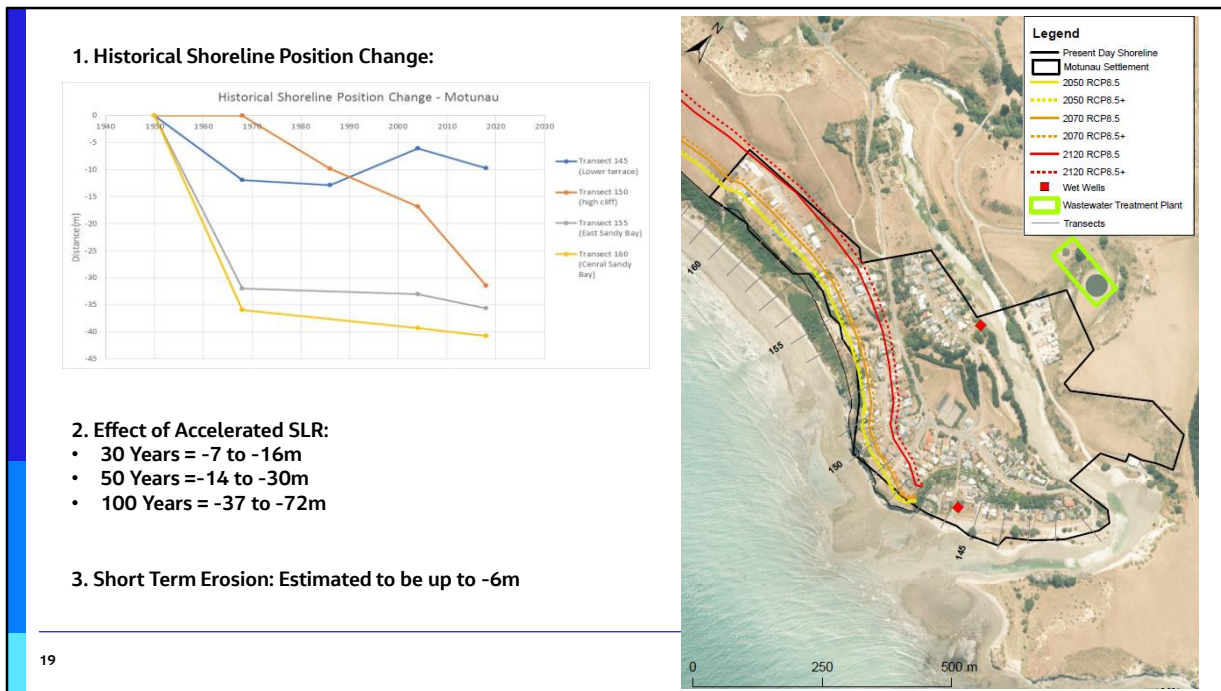 1. Historical Shoreline Position Change:
Historical Shoreline Position Change - Motunau
0
1940 1950 1960 1970 1980 1990 2000 2010 2020 2030
-5
-10
-15
-20
-25
-30
-35
-40
-45
Distance(m)
Transect 145
(Lower terrace)
Transect 150
(high cliff)
Transect 155
(East Sandy Bay)
Transect 160
(Cenral Sandy
Bay)
2. Effect of Accelerated SLR:
• 30 Years = -7 to -16m
• 50 Years =-14 to -30m
• 100 Years = -37 to -72m
3. Short Term Erosion: Estimated to be up to -6m
19
N
Legend
Present Day Shoreline
Motunau Settlement
2050 RCP8.5
2050 RCP8.5+
2070 RCP8.5
2070 RCP8.5+
2120 RCP8.5
2120 RCP8.5+
Wet Wells
Wastewater Treatment Plant
Transects
160
155
150
145
0 250 500 m